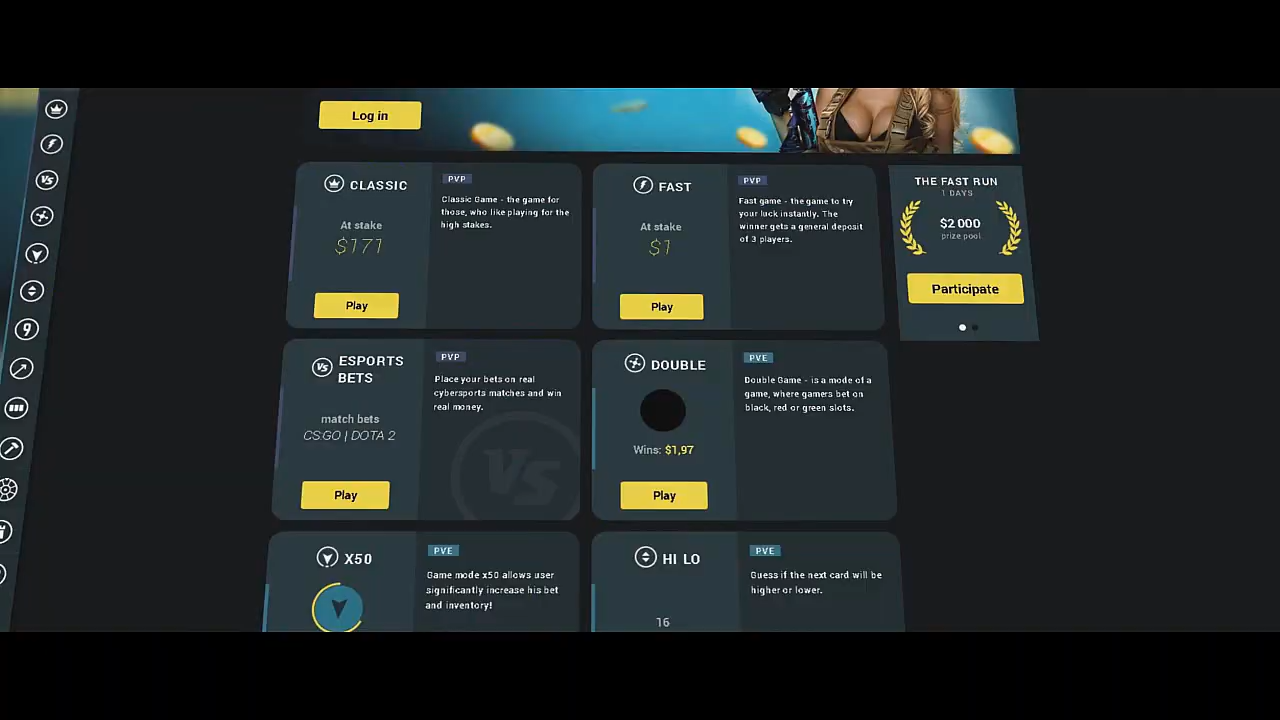 Log in
CLASSIC
At stake
$171
Play
PVP
Classic Game - the game for
those, who like playing for the
high stakes.
FAST
At stake
$1
Play
PVP
Fast game - the game to try
your luck instantly. The
winner gets a general deposit
of 3 players.
THE FAST RUN
1 DAYS
$2 000
prize pool
Participate
ESPORTS
BETS
match bets
CS:GO | DOTA 2
Play
PVP
Place your bets on real
cybersports matches and win
real money.
VS
DOUBLE
Wins: $1,97
Play
PVE
Double Game - is a mode of a
game, where gamers bet on
black, red or green slots.
X50
PVE
Game mode x50 allows user
significantly increase his bet
and inventory!
HI LO
16
PVE
Guess if the next card will be
higher or lower.
VS
9
VS